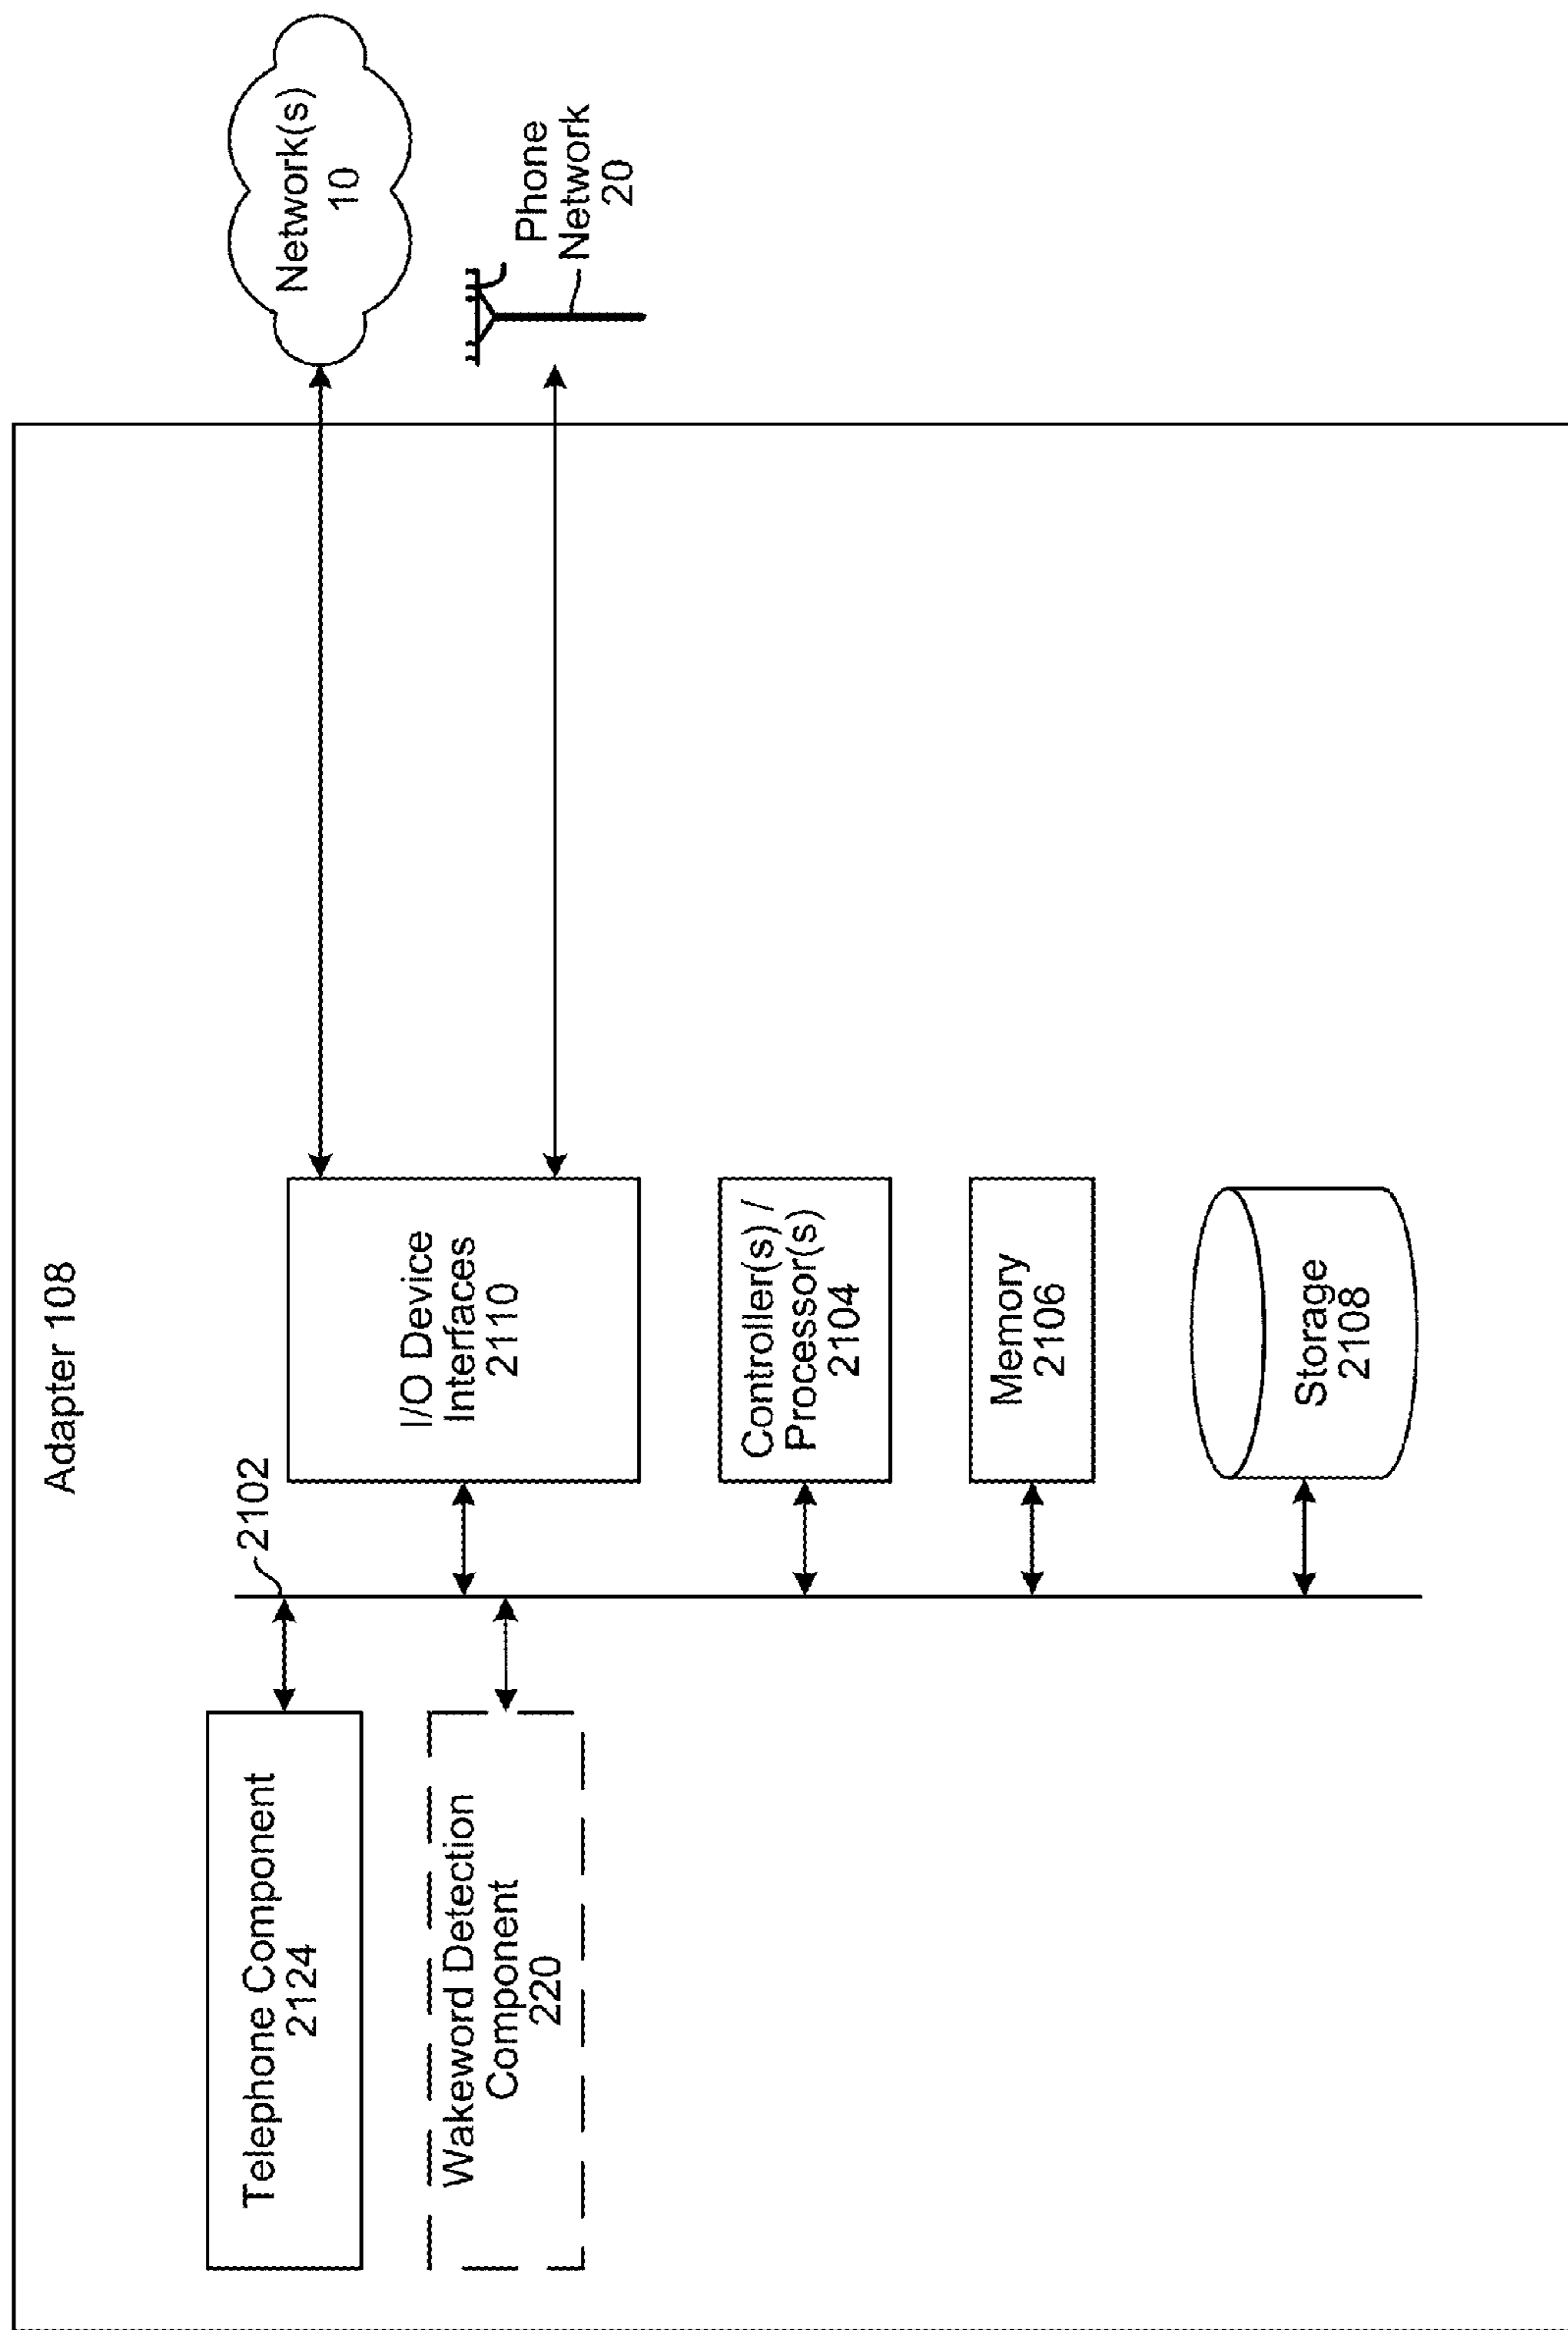 Adapter 108
2102
Telephone Component
2124
Wakeword Detection
Component
220
I/O Device
Interfaces
2110
Controller(s) /
Processor(s)
2104
Memory
2106
Storage
2108
Network(s)
10
Phone
Network
20